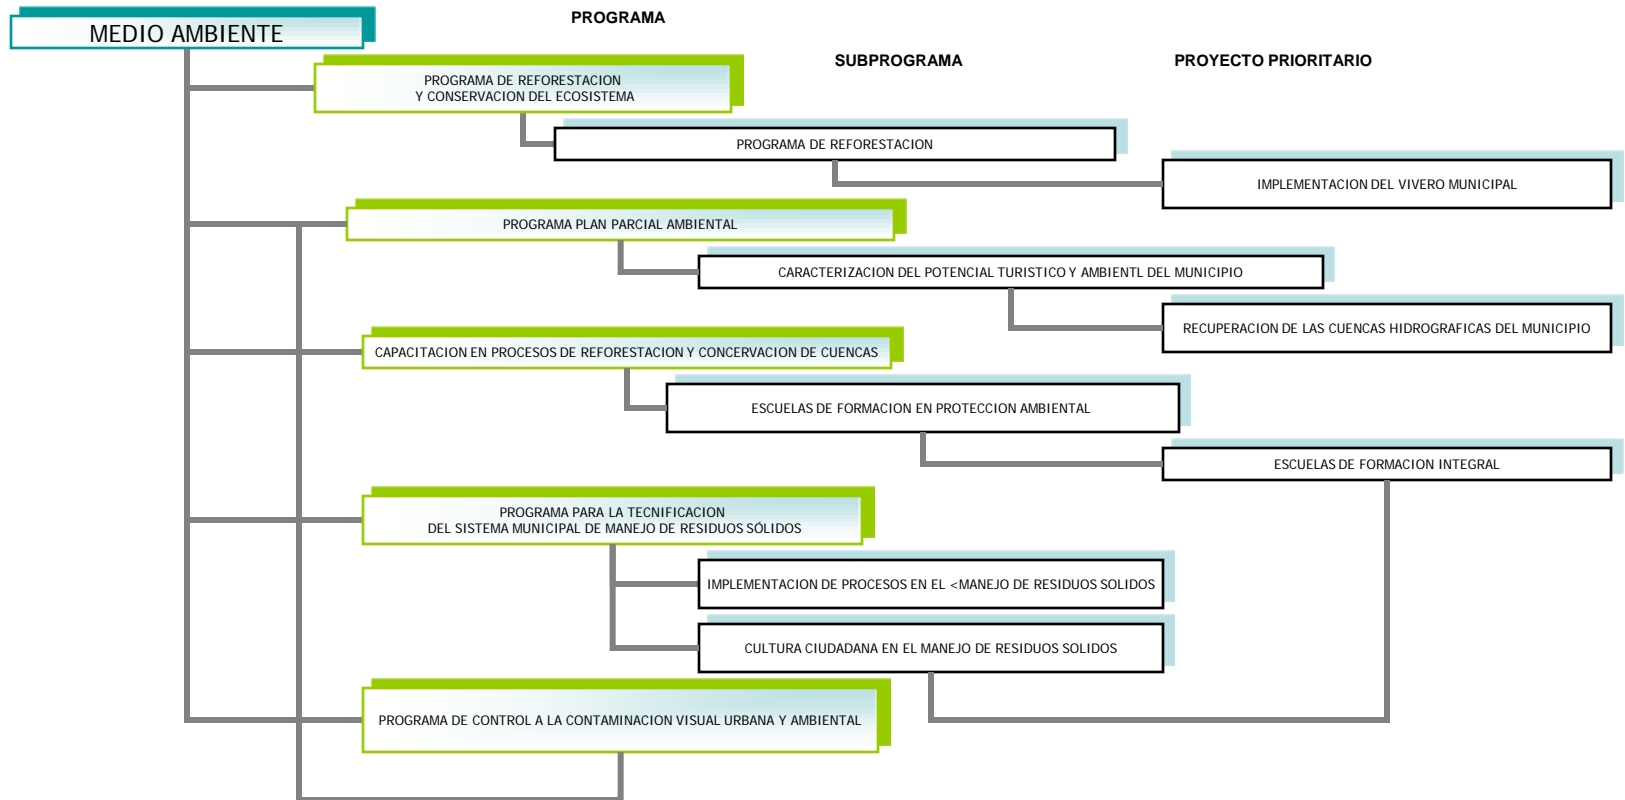 MEDIO AMBIENTE
PROGRAMA
SUBPROGRAMA
PROYECTO PRIORITARIO
PROGRAMA DE REFORESTACION
Y CONSERVACION DEL ECOSISTEMA
PROGRAMA DE REFORESTACION
IMPLEMENTACION DEL VIVERO MUNICIPAL
PROGRAMA PLAN PARCIAL AMBIENTAL
CARACTERIZACION DEL POTENCIAL TURISTICO Y AMBIENTL DEL MUNICIPIO
RECUPERACION DE LAS CUENCAS HIDROGRAFICAS DEL MUNICIPIO
CAPACITACION EN PROCESOS DE REFORESTACION Y CONCERVACION DE CUENCAS
ESCUELAS DE FORMACION EN PROTECCION AMBIENTAL
ESCUELAS DE FORMACION INTEGRAL
PROGRAMA PARA LA TECNIFICACION
DEL SISTEMA MUNICIPAL DE MANEJO DE RESIDUOS SÓLIDOS
IMPLEMENTACION DE PROCESOS EN EL <MANEJO DE RESIDUOS SOLIDOS
CULTURA CIUDADANA EN EL MANEJO DE RESIDUOS SOLIDOS
PROGRAMA DE CONTROL A LA CONTAMINACION VISUAL URBANA Y AMBIENTAL